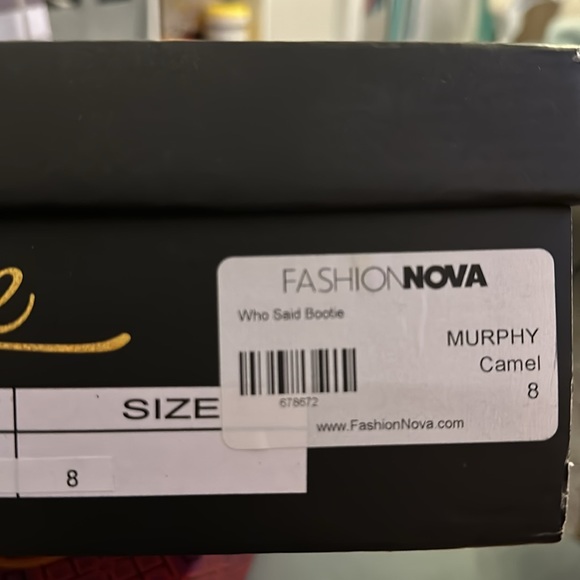 FASHIONNOVA
Who Said Bootie
MURPHY
Camel
8
678672
www.FashionNova.com
SIZE
8